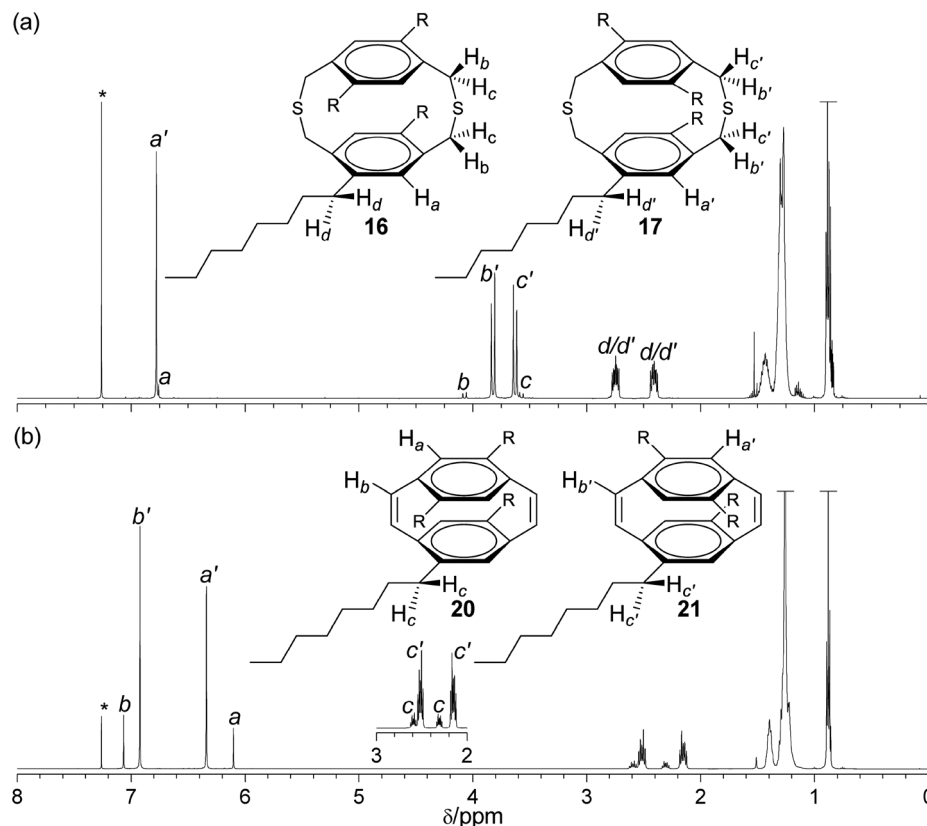 (a)
R
R
H_b
H_c
S
S
R
R
H_c
H_b
H_a
H_d
H_d
16
R
R
H_c'
H_b'
S
S
R
H_c'
H_b'
H_a'
H_d'
H_d'
17
*
a'
a
b'
c'
b
c
d/d'
d/d'
(b)
H_a
R
H_b
R
R
H_c
H_c
20
R
H_a'
H_b'
R
R
H_c'
H_c'
21
b'
a'
*
b
a
c'
c'
c
c
3 2
8 7 6 5 4 3 2 1 0
δ/ppm